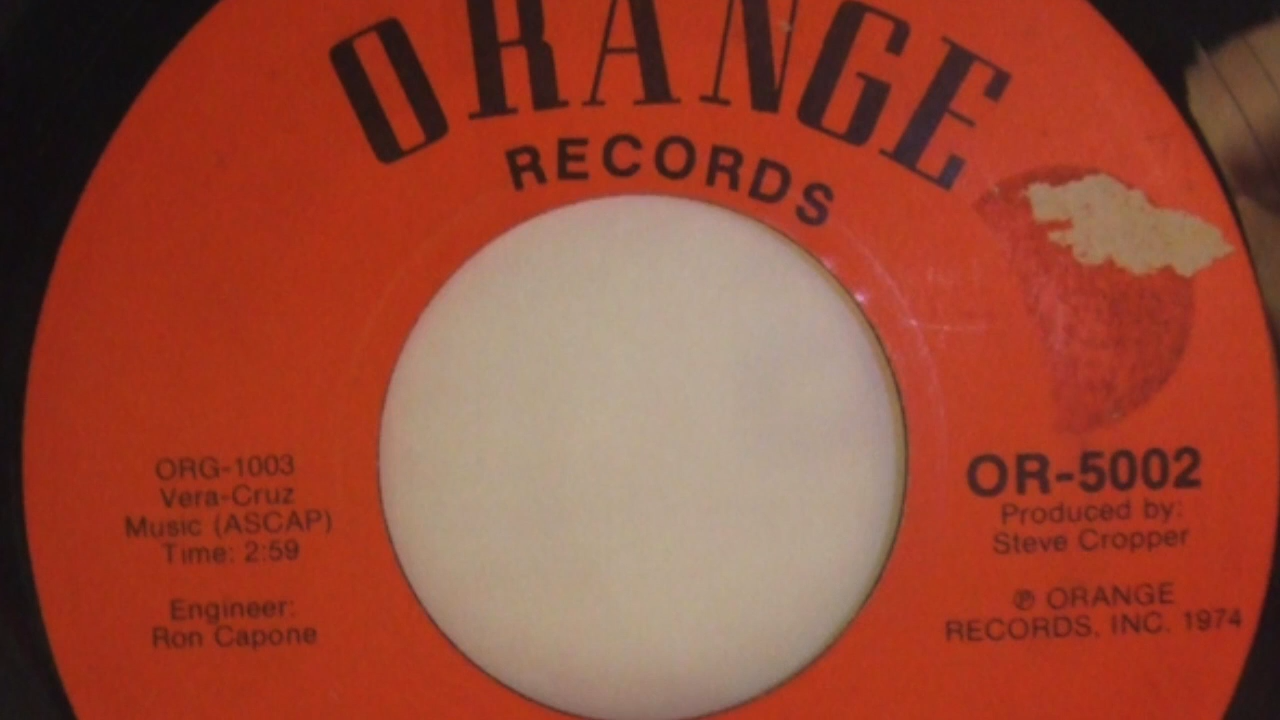 ORANGE
RECORDS
ORG-1003
Vera-Cruz
Music (ASCAP)
Time: 2:59
Engineer:
Ron Capone
OR-5002
Produced by:
Steve Cropper
℗ ORANGE
RECORDS, INC. 1974